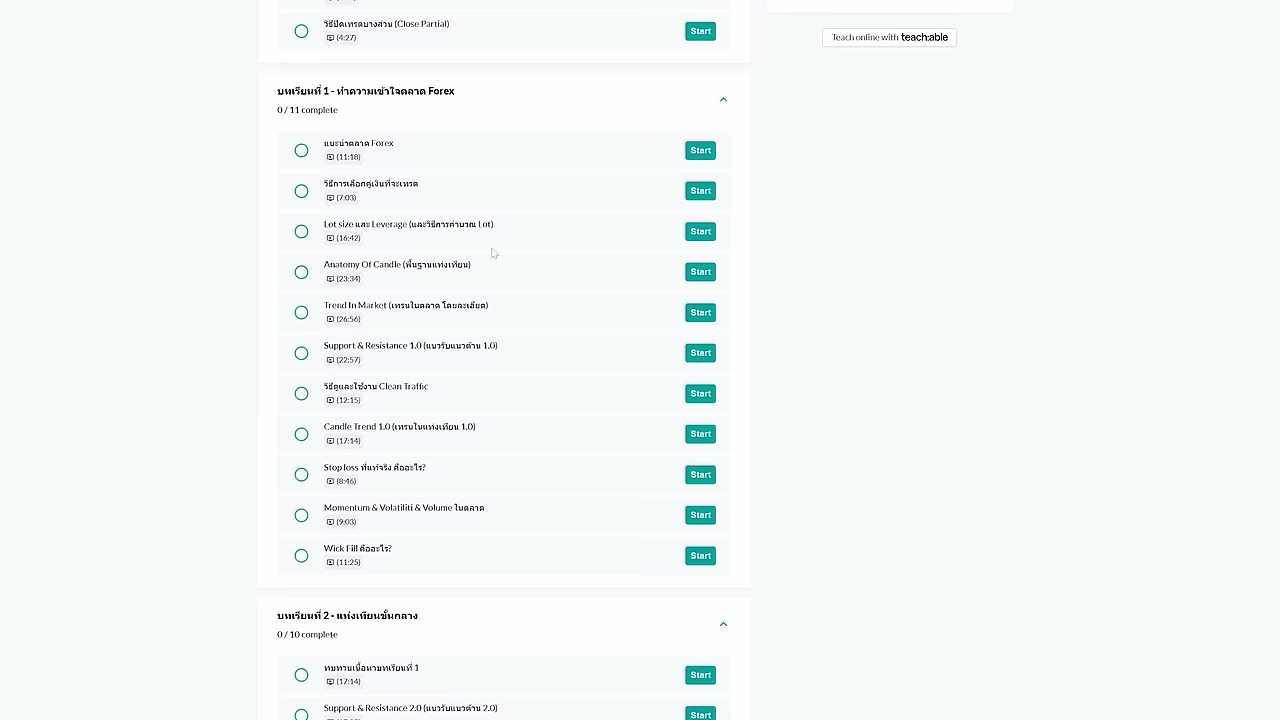 วิธีปิดเทรดบางส่วน (Close Partial)
(4:27)
Start
Teach online with teach:able
บทเรียนที่ 1 - ทำความเข้าใจตลาด Forex
0 / 11 complete
แนะนำตลาด Forex
(11:18)
Start
วิธีการเลือกคู่เงินที่จะเทรด
(7:03)
Start
Lot size และ Leverage (และวิธีการคำนวณ Lot)
(16:42)
Start
Anatomy Of Candle (พื้นฐานแท่งเทียน)
(23:34)
Start
Trend In Market (เทรนในตลาด โดยละเอียด)
(26:56)
Start
Support & Resistance 1.0 (แนวรับแนวต้าน 1.0)
(22:57)
Start
วิธีดูและใช้งาน Clean Traffic
(12:15)
Start
Candle Trend 1.0 (เทรนในแท่งเทียน 1.0)
(17:14)
Start
Stop loss ที่แท้จริง คืออะไร?
(8:46)
Start
Momentum & Volatiliti & Volume ในตลาด
(9:03)
Start
Wick Fill คืออะไร?
(11:25)
Start
บทเรียนที่ 2 - แท่งเทียนขั้นกลาง
0 / 10 complete
ทบทวนเนื้อหาบทเรียนที่ 1
(17:14)
Start
Support & Resistance 2.0 (แนวรับแนวต้าน 2.0)
Start